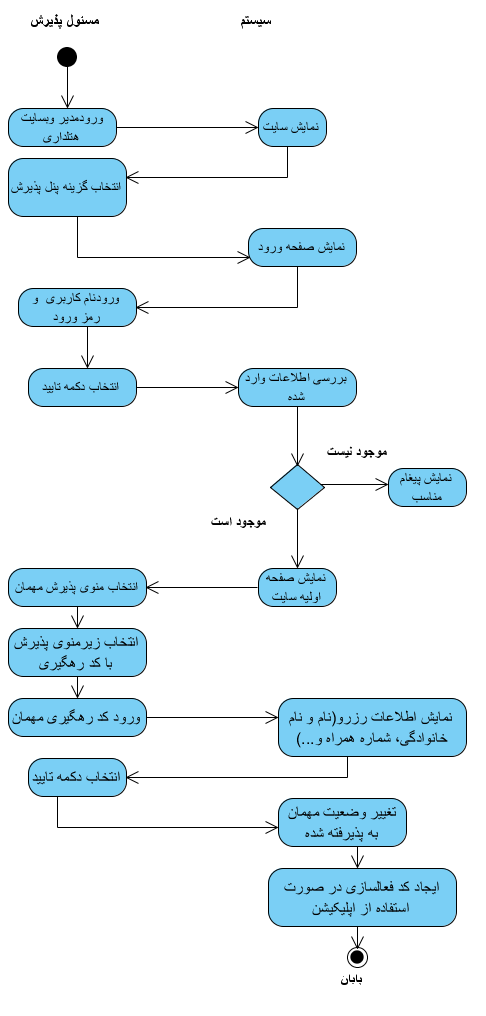 مسئول پذیرش
سیستم
ورودمدیر وبسایت
هتلداری
نمایش سایت
انتخاب گزینه پنل پذیرش
نمایش صفحه ورود
ورودنام کاربری و
رمز ورود
انتخاب دکمه تایید
بررسی اطلاعات وارد
شده
موجود نیست
نمایش پیغام
مناسب
موجود است
نمایش صفحه
اولیه سایت
انتخاب منوی پذیرش مهمان
انتخاب زیرمنوی پذیرش
با کد رهگیری
ورود کد رهگیری مهمان
نمایش اطلاعات رزرو(نام و نام
خانوادگی، شماره همراه و...)
انتخاب دکمه تایید
تغییر وضعیت مهمان
به پذیرفته شده
ایجاد کد فعالسازی در صورت
استفاده از اپلیکیشن
بابان